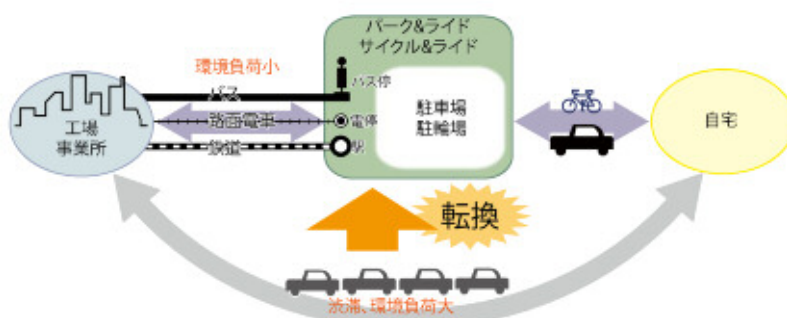 パーク&ライド
サイクル&ライド
環境負荷小
バス停
バス
工場
事業所
路面電車
電停
鉄道
駅
駐車場
駐輪場
自宅
転換
渋滞、環境負荷大